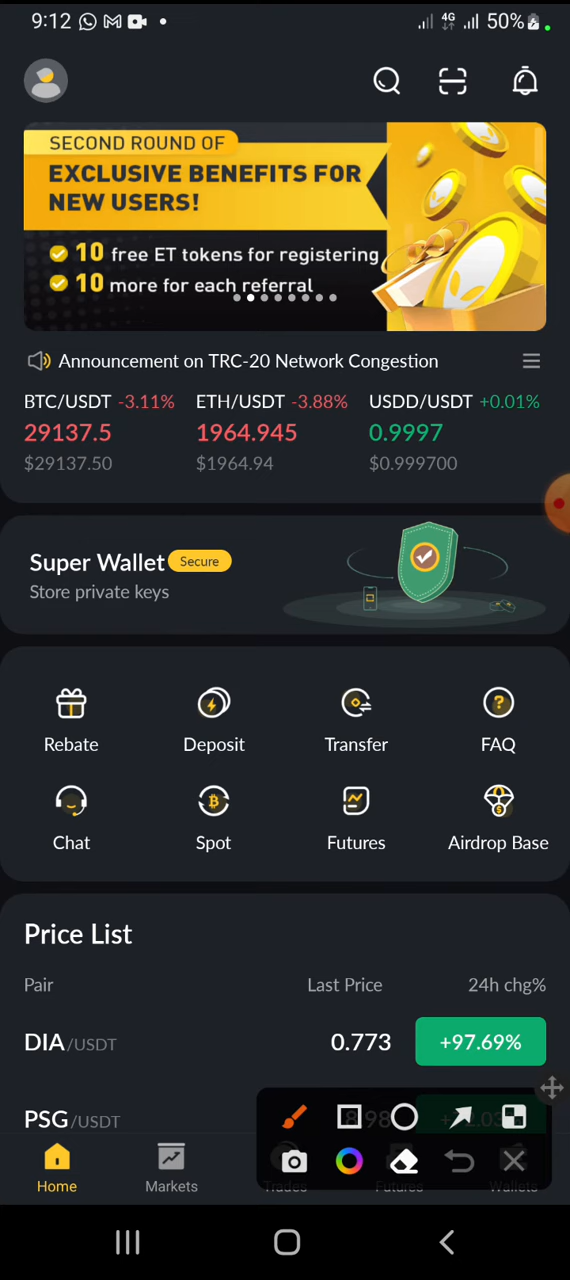 9:12 4G 50%
SECOND ROUND OF
EXCLUSIVE BENEFITS FOR
NEW USERS!
10 free ET tokens for registering
10 more for each referral
Announcement on TRC-20 Network Congestion
BTC/USDT -3.11% ETH/USDT -3.88% USDD/USDT +0.01%
29137.5 1964.945 0.9997
$29137.50 $1964.94 $0.999700
Super Wallet Secure
Store private keys
Rebate Deposit Transfer FAQ
Chat Spot Futures Airdrop Base
Price List
Pair Last Price 24h chg%
DIA/USDT 0.773 +97.69%
PSG/USDT
Home Markets Trades Futures Wallets